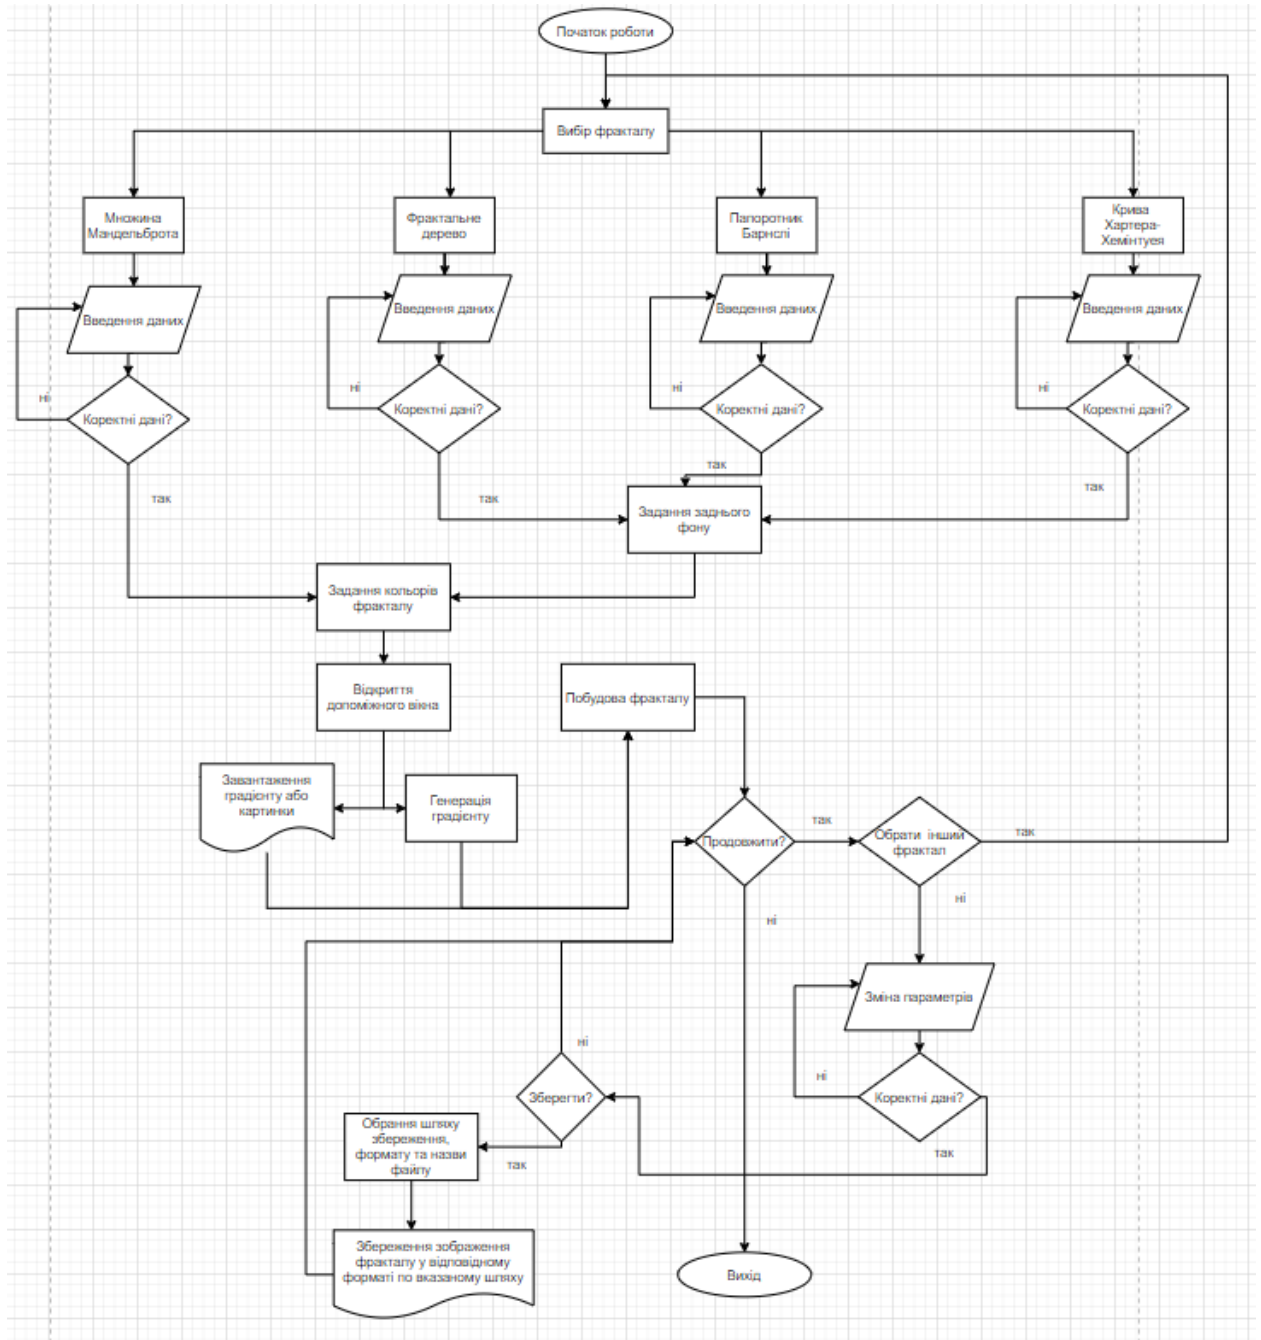 Початок роботи
Вибір фракталу
Множина
Мандельброта
Фрактальне
дерево
Папоротник
Барнслі
Крива
Хартера-
Хемінтуея
Введення даних
Введення даних
Введення даних
Введення даних
ні
ні
ні
ні
Коректні дані?
Коректні дані?
Коректні дані?
Коректні дані?
так
так
так
так
Задання заднього
фону
Задання кольорів
фракталу
Відкриття
допоміжного вікна
Побудова фракталу
Завантаження
градієнту або
картинки
Генерація
градієнту
Продовжити?
так
Обрати інший
фрактал
так
ні
ні
Зміна параметрів
ні
Коректні дані?
так
ні
Зберегти?
так
Обрання шляху
збереження,
формату та назви
файлу
Збереження зображення
фракталу у відповідному
форматі по вказаному шляху
Вихід